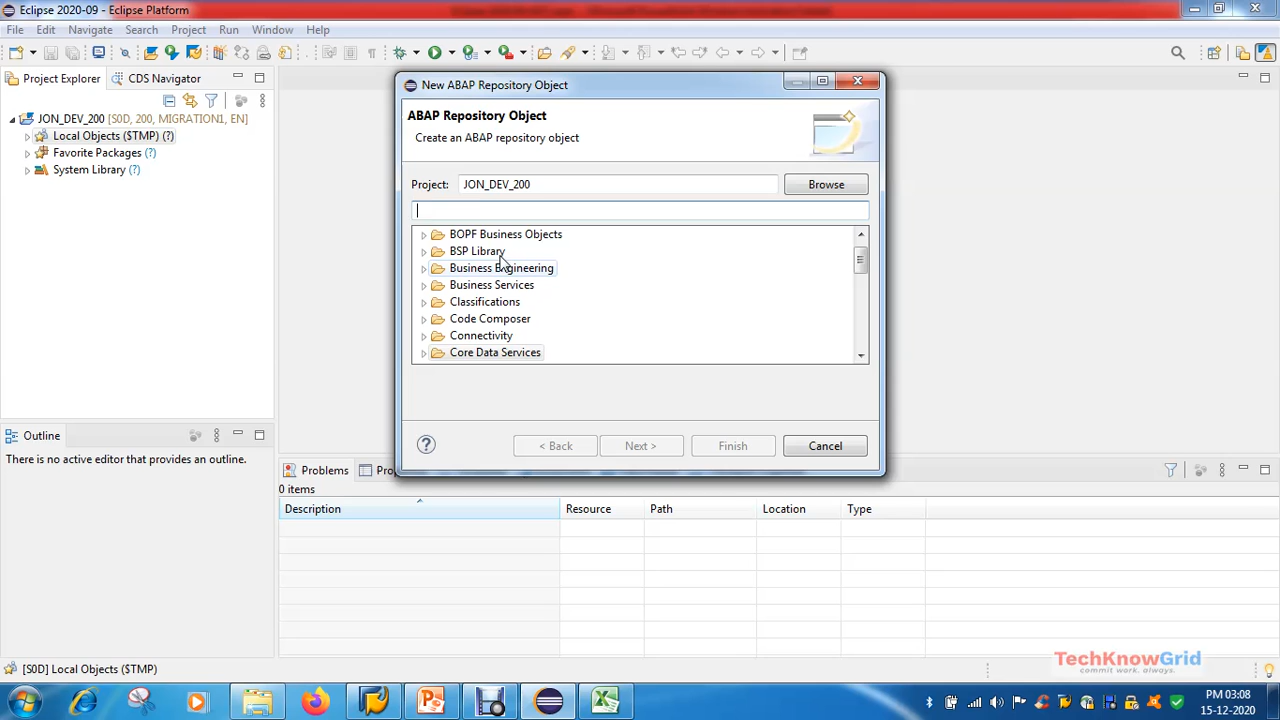 Eclipse 2020-09 - Eclipse Platform
File Edit Navigate Search Project Run Window Help
Project Explorer
CDS Navigator
JON_DEV_200 [S0D, 200, MIGRATION1, EN]
Local Objects ($TMP) (?)
Favorite Packages (?)
System Library (?)
New ABAP Repository Object
ABAP Repository Object
Create an ABAP repository object
Project: JON_DEV_200 Browse
BOPF Business Objects
BSP Library
Business Engineering
Business Services
Classifications
Code Composer
Connectivity
Core Data Services
? < Back Next > Finish Cancel
Outline
There is no active editor that provides an outline.
Problems
0 items
Description Resource Path Location Type
[S0D] Local Objects ($TMP)
TechKnowGrid
commit work. always.
PM 03:08
15-12-2020